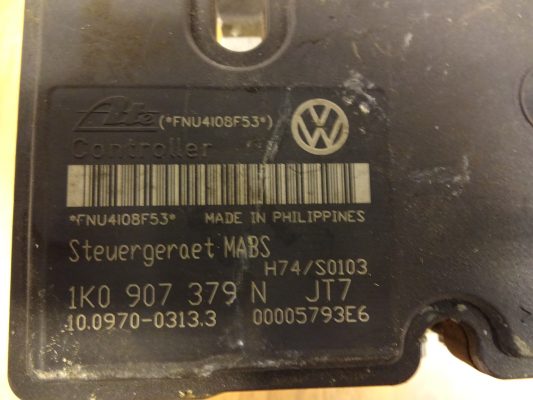 Ate (*FNU4108F53*)
Controller
*FNU4108F53* MADE IN PHILIPPINES
Steuergeraet MABS
H74/S0103
1K0 907 379 N JT7
10.0970-0313.3 00005793E6